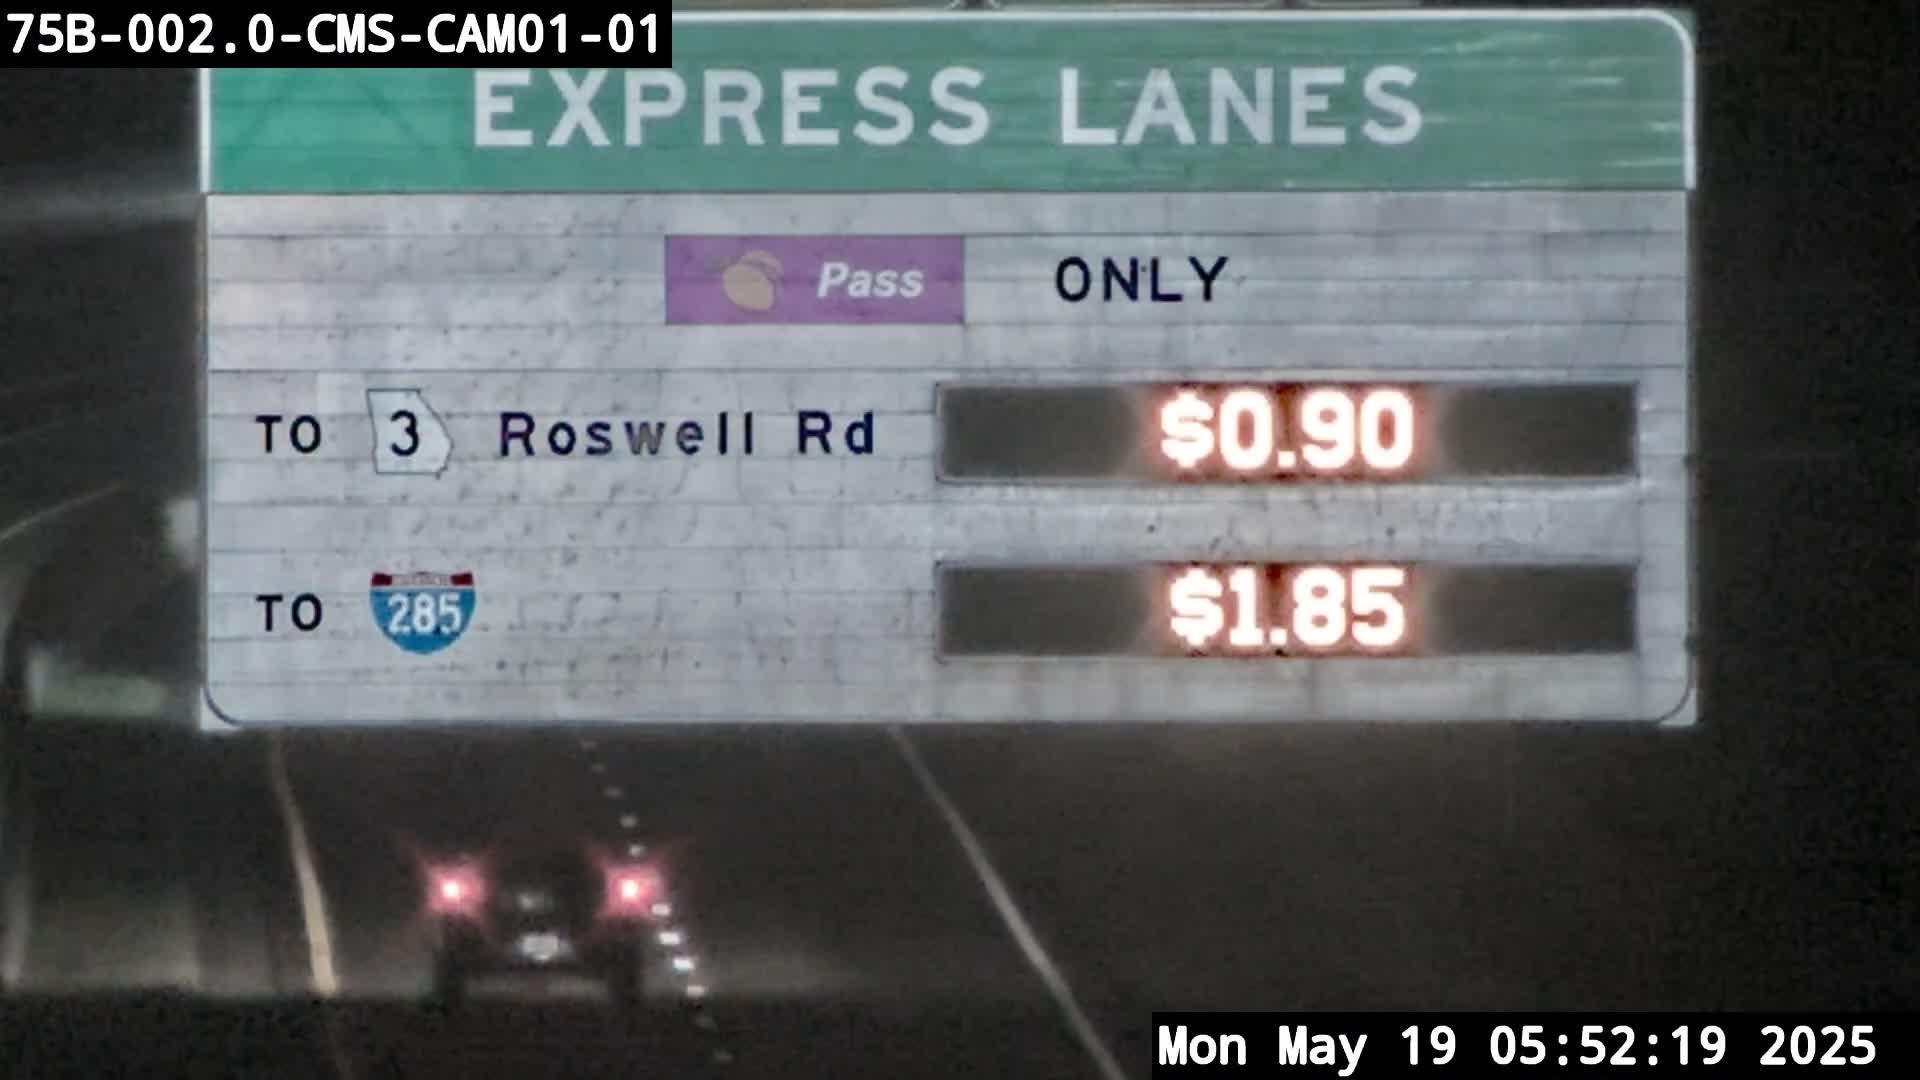 75B-002.0-CMS-CAM01-01
EXPRESS LANES
Pass ONLY
TO 3 Roswell Rd $0.90
TO 285 $1.85
Mon May 19 05:52:19 2025